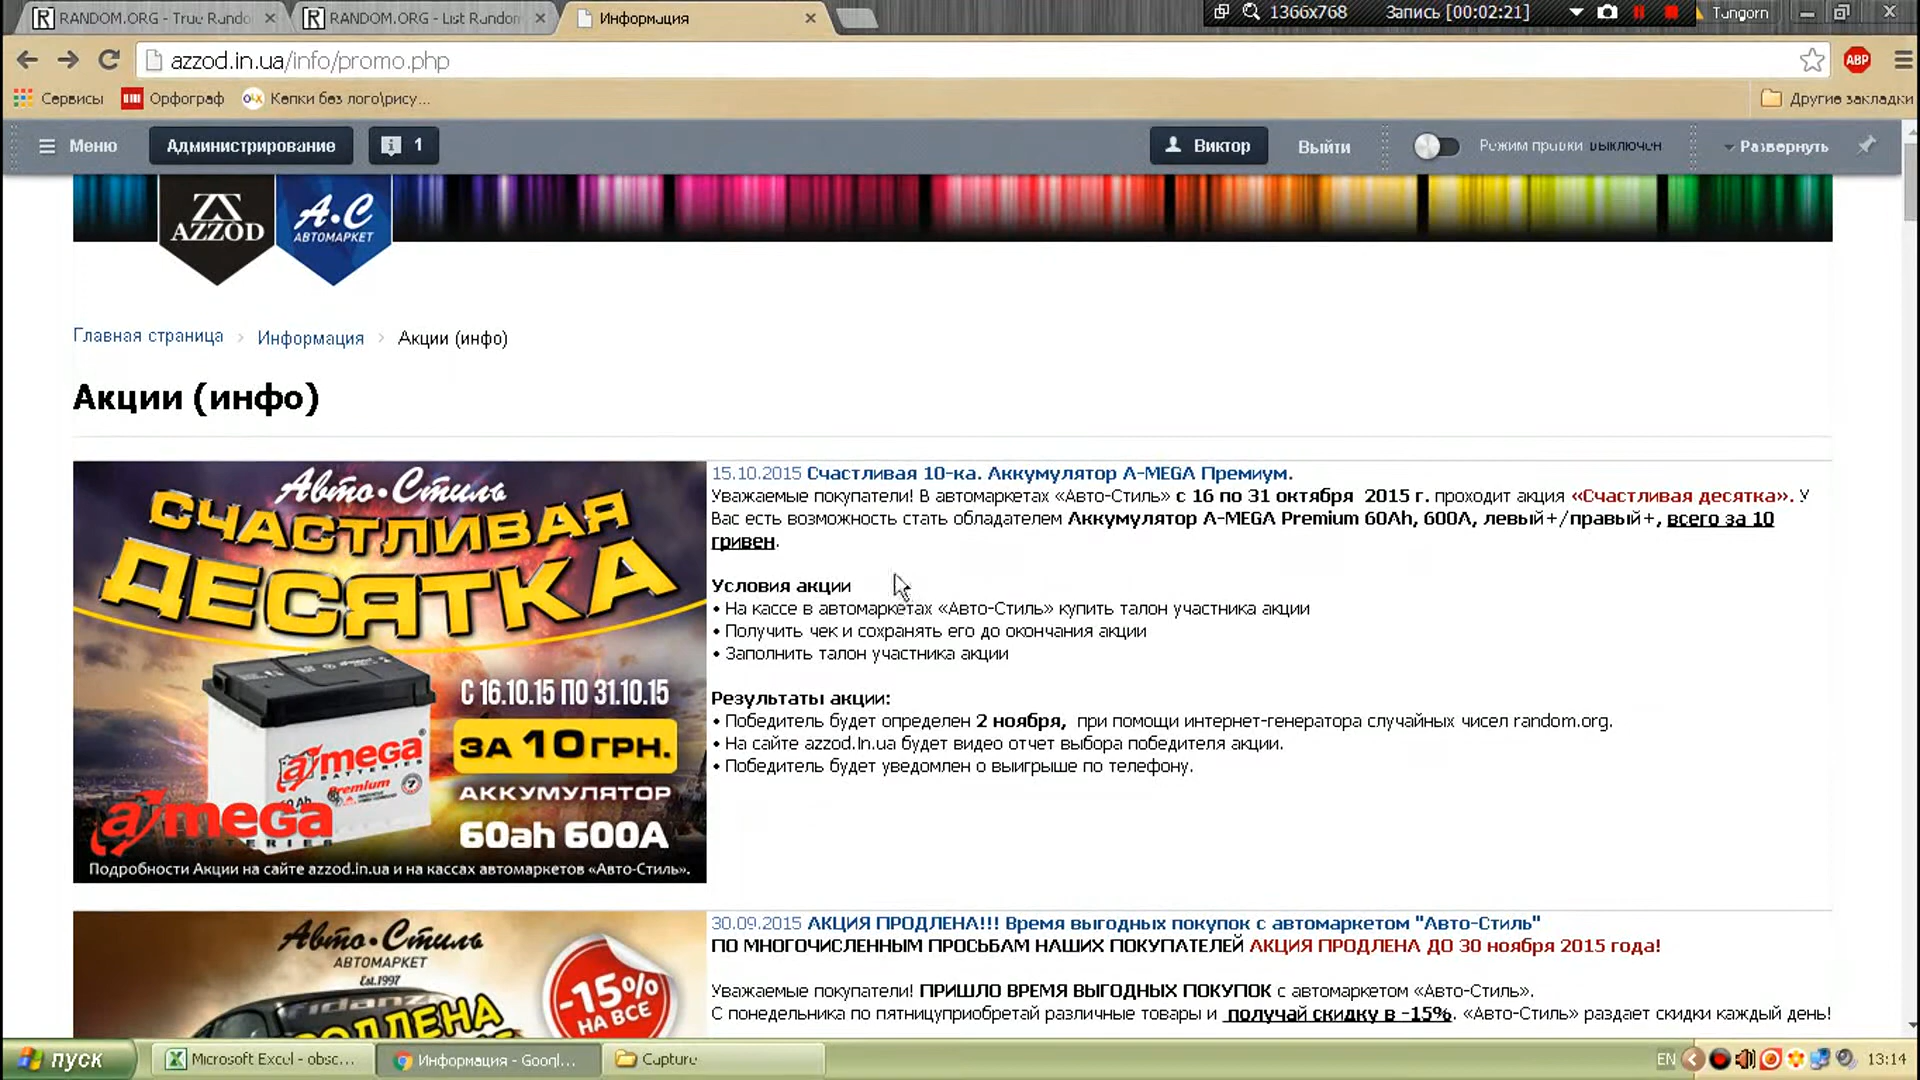 RANDOM.ORG - True Rando
RANDOM.ORG - List Random
Информация
1366x768
Запись [00:02:21]
Tungorn
azzod.in.ua/info/promo.php
ABP
Сервисы
Орфограф
Кепки без лого\рису...
Другие закладки
Меню
Администрирование
1
Виктор
Выйти
Режим правки выключен
Развернуть
AZZOD
А·С
АВТОМАРКЕТ
Главная страница > Информация > Акции (инфо)
Акции (инфо)
Авто·Стиль
СЧАСТЛИВАЯ
ДЕСЯТКА
С 16.10.15 ПО 31.10.15
ЗА 10 ГРН.
АККУМУЛЯТОР
60ah 600A
a-mega
BATTERIES
Premium
60 Ah
a-mega
BATTERIES
Подробности Акции на сайте azzod.in.ua и на кассах автомаркетов «Авто-Стиль».
15.10.2015 Счастливая 10-ка. Аккумулятор A-MEGA Премиум.
Уважаемые покупатели! В автомаркетах «Авто-Стиль» с 16 по 31 октября 2015 г. проходит акция «Счастливая десятка». У
Вас есть возможность стать обладателем Аккумулятор A-MEGA Premium 60Ah, 600A, левый+/правый+, всего за 10
гривен.
Условия акции
• На кассе в автомаркетах «Авто-Стиль» купить талон участника акции
• Получить чек и сохранять его до окончания акции
• Заполнить талон участника акции
Результаты акции:
• Победитель будет определен 2 ноября, при помощи интернет-генератора случайных чисел random.org.
• На сайте azzod.in.ua будет видео отчет выбора победителя акции.
• Победитель будет уведомлен о выигрыше по телефону.
Авто·Стиль
АВТОМАРКЕТ
Est.1997
-15%
НА ВСЕ
30.09.2015 АКЦИЯ ПРОДЛЕНА!!! Время выгодных покупок с автомаркетом "Авто-Стиль"
ПО МНОГОЧИСЛЕННЫМ ПРОСЬБАМ НАШИХ ПОКУПАТЕЛЕЙ АКЦИЯ ПРОДЛЕНА ДО 30 ноября 2015 года!
Уважаемые покупатели! ПРИШЛО ВРЕМЯ ВЫГОДНЫХ ПОКУПОК с автомаркетом «Авто-Стиль».
С понедельника по пятницуприобретай различные товары и получай скидку в -15%. «Авто-Стиль» раздает скидки каждый день!
пуск
Microsoft Excel - obsc...
Информация - Googl...
Capture
EN
13:14